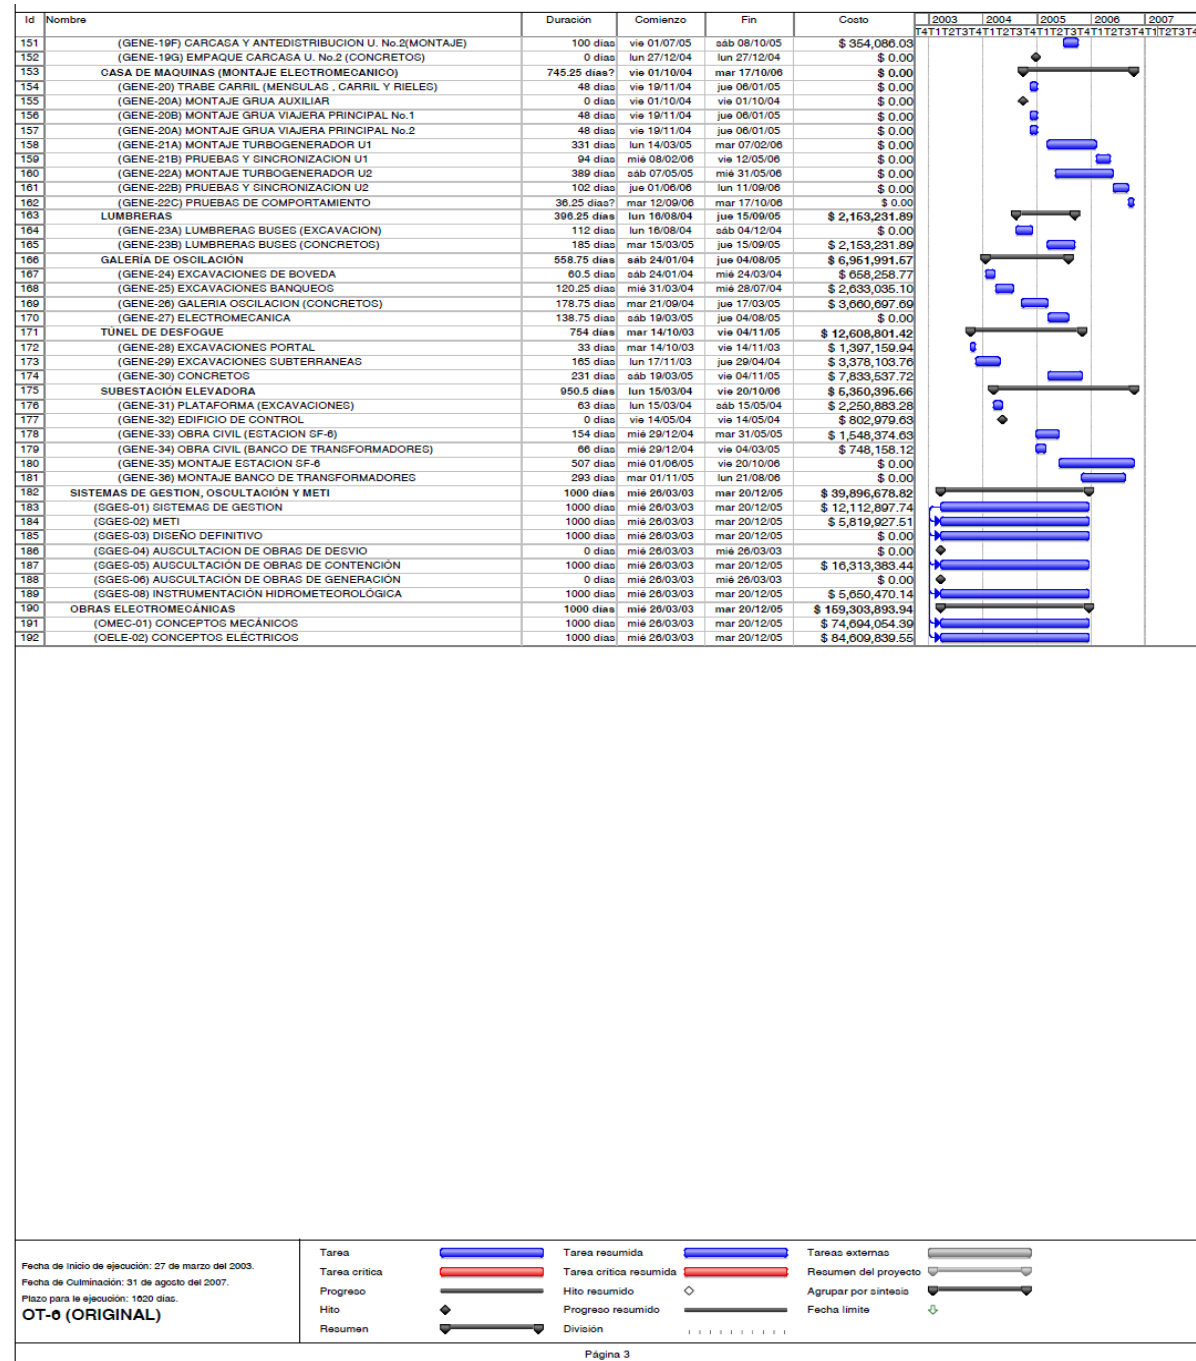 Id Nombre Duración Comienzo Fin Costo 2003 2004 2005 2006 2007
T4T1T2T3T4T1T2T3T4T1T2T3T4T1T2T3T4T1T2T3T4
151 (GENE-19F) CARCASA Y ANTEDISTRIBUCION U. No.2(MONTAJE) 100 días vie 01/07/05 sáb 08/10/05 $ 354,086.03
152 (GENE-19G) EMPAQUE CARCASA U. No.2 (CONCRETOS) 0 días lun 27/12/04 lun 27/12/04 $ 0.00
153 CASA DE MAQUINAS (MONTAJE ELECTROMECANICO) 745.25 días? vie 01/10/04 mar 17/10/06 $ 0.00
154 (GENE-20) TRABE CARRIL (MENSULAS , CARRIL Y RIELES) 48 días vie 19/11/04 jue 06/01/05 $ 0.00
155 (GENE-20A) MONTAJE GRUA AUXILIAR 0 días vie 01/10/04 vie 01/10/04 $ 0.00
156 (GENE-20B) MONTAJE GRUA VIAJERA PRINCIPAL No.1 48 días vie 19/11/04 jue 06/01/05 $ 0.00
157 (GENE-20A) MONTAJE GRUA VIAJERA PRINCIPAL No.2 48 días vie 19/11/04 jue 06/01/05 $ 0.00
158 (GENE-21A) MONTAJE TURBOGENERADOR U1 331 días lun 14/03/05 mar 07/02/06 $ 0.00
159 (GENE-21B) PRUEBAS Y SINCRONIZACION U1 94 días mié 08/02/06 vie 12/05/06 $ 0.00
160 (GENE-22A) MONTAJE TURBOGENERADOR U2 389 días sáb 07/05/05 mié 31/05/06 $ 0.00
161 (GENE-22B) PRUEBAS Y SINCRONIZACION U2 102 días jue 01/06/06 lun 11/09/06 $ 0.00
162 (GENE-22C) PRUEBAS DE COMPORTAMIENTO 36.25 días? mar 12/09/06 mar 17/10/06 $ 0.00
163 LUMBRERAS 396.25 días lun 16/08/04 jue 15/09/05 $ 2,153,231.89
164 (GENE-23A) LUMBRERAS BUSES (EXCAVACION) 112 días lun 16/08/04 sáb 04/12/04 $ 0.00
165 (GENE-23B) LUMBRERAS BUSES (CONCRETOS) 185 días mar 15/03/05 jue 15/09/05 $ 2,153,231.89
166 GALERÍA DE OSCILACIÓN 558.75 días sáb 24/01/04 jue 04/08/05 $ 6,951,991.57
167 (GENE-24) EXCAVACIONES DE BOVEDA 60.5 días sáb 24/01/04 mié 24/03/04 $ 658,258.77
168 (GENE-25) EXCAVACIONES BANQUEOS 120.25 días mié 31/03/04 mié 28/07/04 $ 2,633,035.10
169 (GENE-26) GALERIA OSCILACION (CONCRETOS) 178.75 días mar 21/09/04 jue 17/03/05 $ 3,660,697.69
170 (GENE-27) ELECTROMECANICA 138.75 días sáb 19/03/05 jue 04/08/05 $ 0.00
171 TÚNEL DE DESFOGUE 754 días mar 14/10/03 vie 04/11/05 $ 12,608,801.42
172 (GENE-28) EXCAVACIONES PORTAL 33 días mar 14/10/03 vie 14/11/03 $ 1,397,159.94
173 (GENE-29) EXCAVACIONES SUBTERRANEAS 165 días lun 17/11/03 jue 29/04/04 $ 3,378,103.76
174 (GENE-30) CONCRETOS 231 días sáb 19/03/05 vie 04/11/05 $ 7,833,537.72
175 SUBESTACIÓN ELEVADORA 950.5 días lun 15/03/04 vie 20/10/06 $ 5,350,395.66
176 (GENE-31) PLATAFORMA (EXCAVACIONES) 63 días lun 15/03/04 sáb 15/05/04 $ 2,250,883.28
177 (GENE-32) EDIFICIO DE CONTROL 0 días vie 14/05/04 vie 14/05/04 $ 802,979.63
178 (GENE-33) OBRA CIVIL (ESTACION SF-6) 154 días mié 29/12/04 mar 31/05/05 $ 1,548,374.63
179 (GENE-34) OBRA CIVIL (BANCO DE TRANSFORMADORES) 66 días mié 29/12/04 vie 04/03/05 $ 748,158.12
180 (GENE-35) MONTAJE ESTACION SF-6 507 días mié 01/06/05 vie 20/10/06 $ 0.00
181 (GENE-36) MONTAJE BANCO DE TRANSFORMADORES 293 días mar 01/11/05 lun 21/08/06 $ 0.00
182 SISTEMAS DE GESTION, OSCULTACIÓN Y METI 1000 días mié 26/03/03 mar 20/12/05 $ 39,896,678.82
183 (SGES-01) SISTEMAS DE GESTION 1000 días mié 26/03/03 mar 20/12/05 $ 12,112,897.74
184 (SGES-02) METI 1000 días mié 26/03/03 mar 20/12/05 $ 5,819,927.51
185 (SGES-03) DISEÑO DEFINITIVO 1000 días mié 26/03/03 mar 20/12/05 $ 0.00
186 (SGES-04) AUSCULTACION DE OBRAS DE DESVIO 0 días mié 26/03/03 mié 26/03/03 $ 0.00
187 (SGES-05) AUSCULTACIÓN DE OBRAS DE CONTENCIÓN 1000 días mié 26/03/03 mar 20/12/05 $ 16,313,383.44
188 (SGES-06) AUSCULTACIÓN DE OBRAS DE GENERACIÓN 0 días mié 26/03/03 mié 26/03/03 $ 0.00
189 (SGES-08) INSTRUMENTACIÓN HIDROMETEOROLÓGICA 1000 días mié 26/03/03 mar 20/12/05 $ 5,650,470.14
190 OBRAS ELECTROMECÁNICAS 1000 días mié 26/03/03 mar 20/12/05 $ 159,303,893.94
191 (OMEC-01) CONCEPTOS MECÁNICOS 1000 días mié 26/03/03 mar 20/12/05 $ 74,694,054.39
192 (OELE-02) CONCEPTOS ELÉCTRICOS 1000 días mié 26/03/03 mar 20/12/05 $ 84,609,839.55
Fecha de Inicio de ejecución: 27 de marzo del 2003.
Fecha de Culminación: 31 de agosto del 2007.
Plazo para le ejecución: 1620 días.
OT-6 (ORIGINAL)
Tarea Tarea resumida Tareas externas
Tarea crítica Tarea crítica resumida Resumen del proyecto
Progreso Hito resumido Agrupar por síntesis
Hito Progreso resumido Fecha límite
Resumen División
Página 3